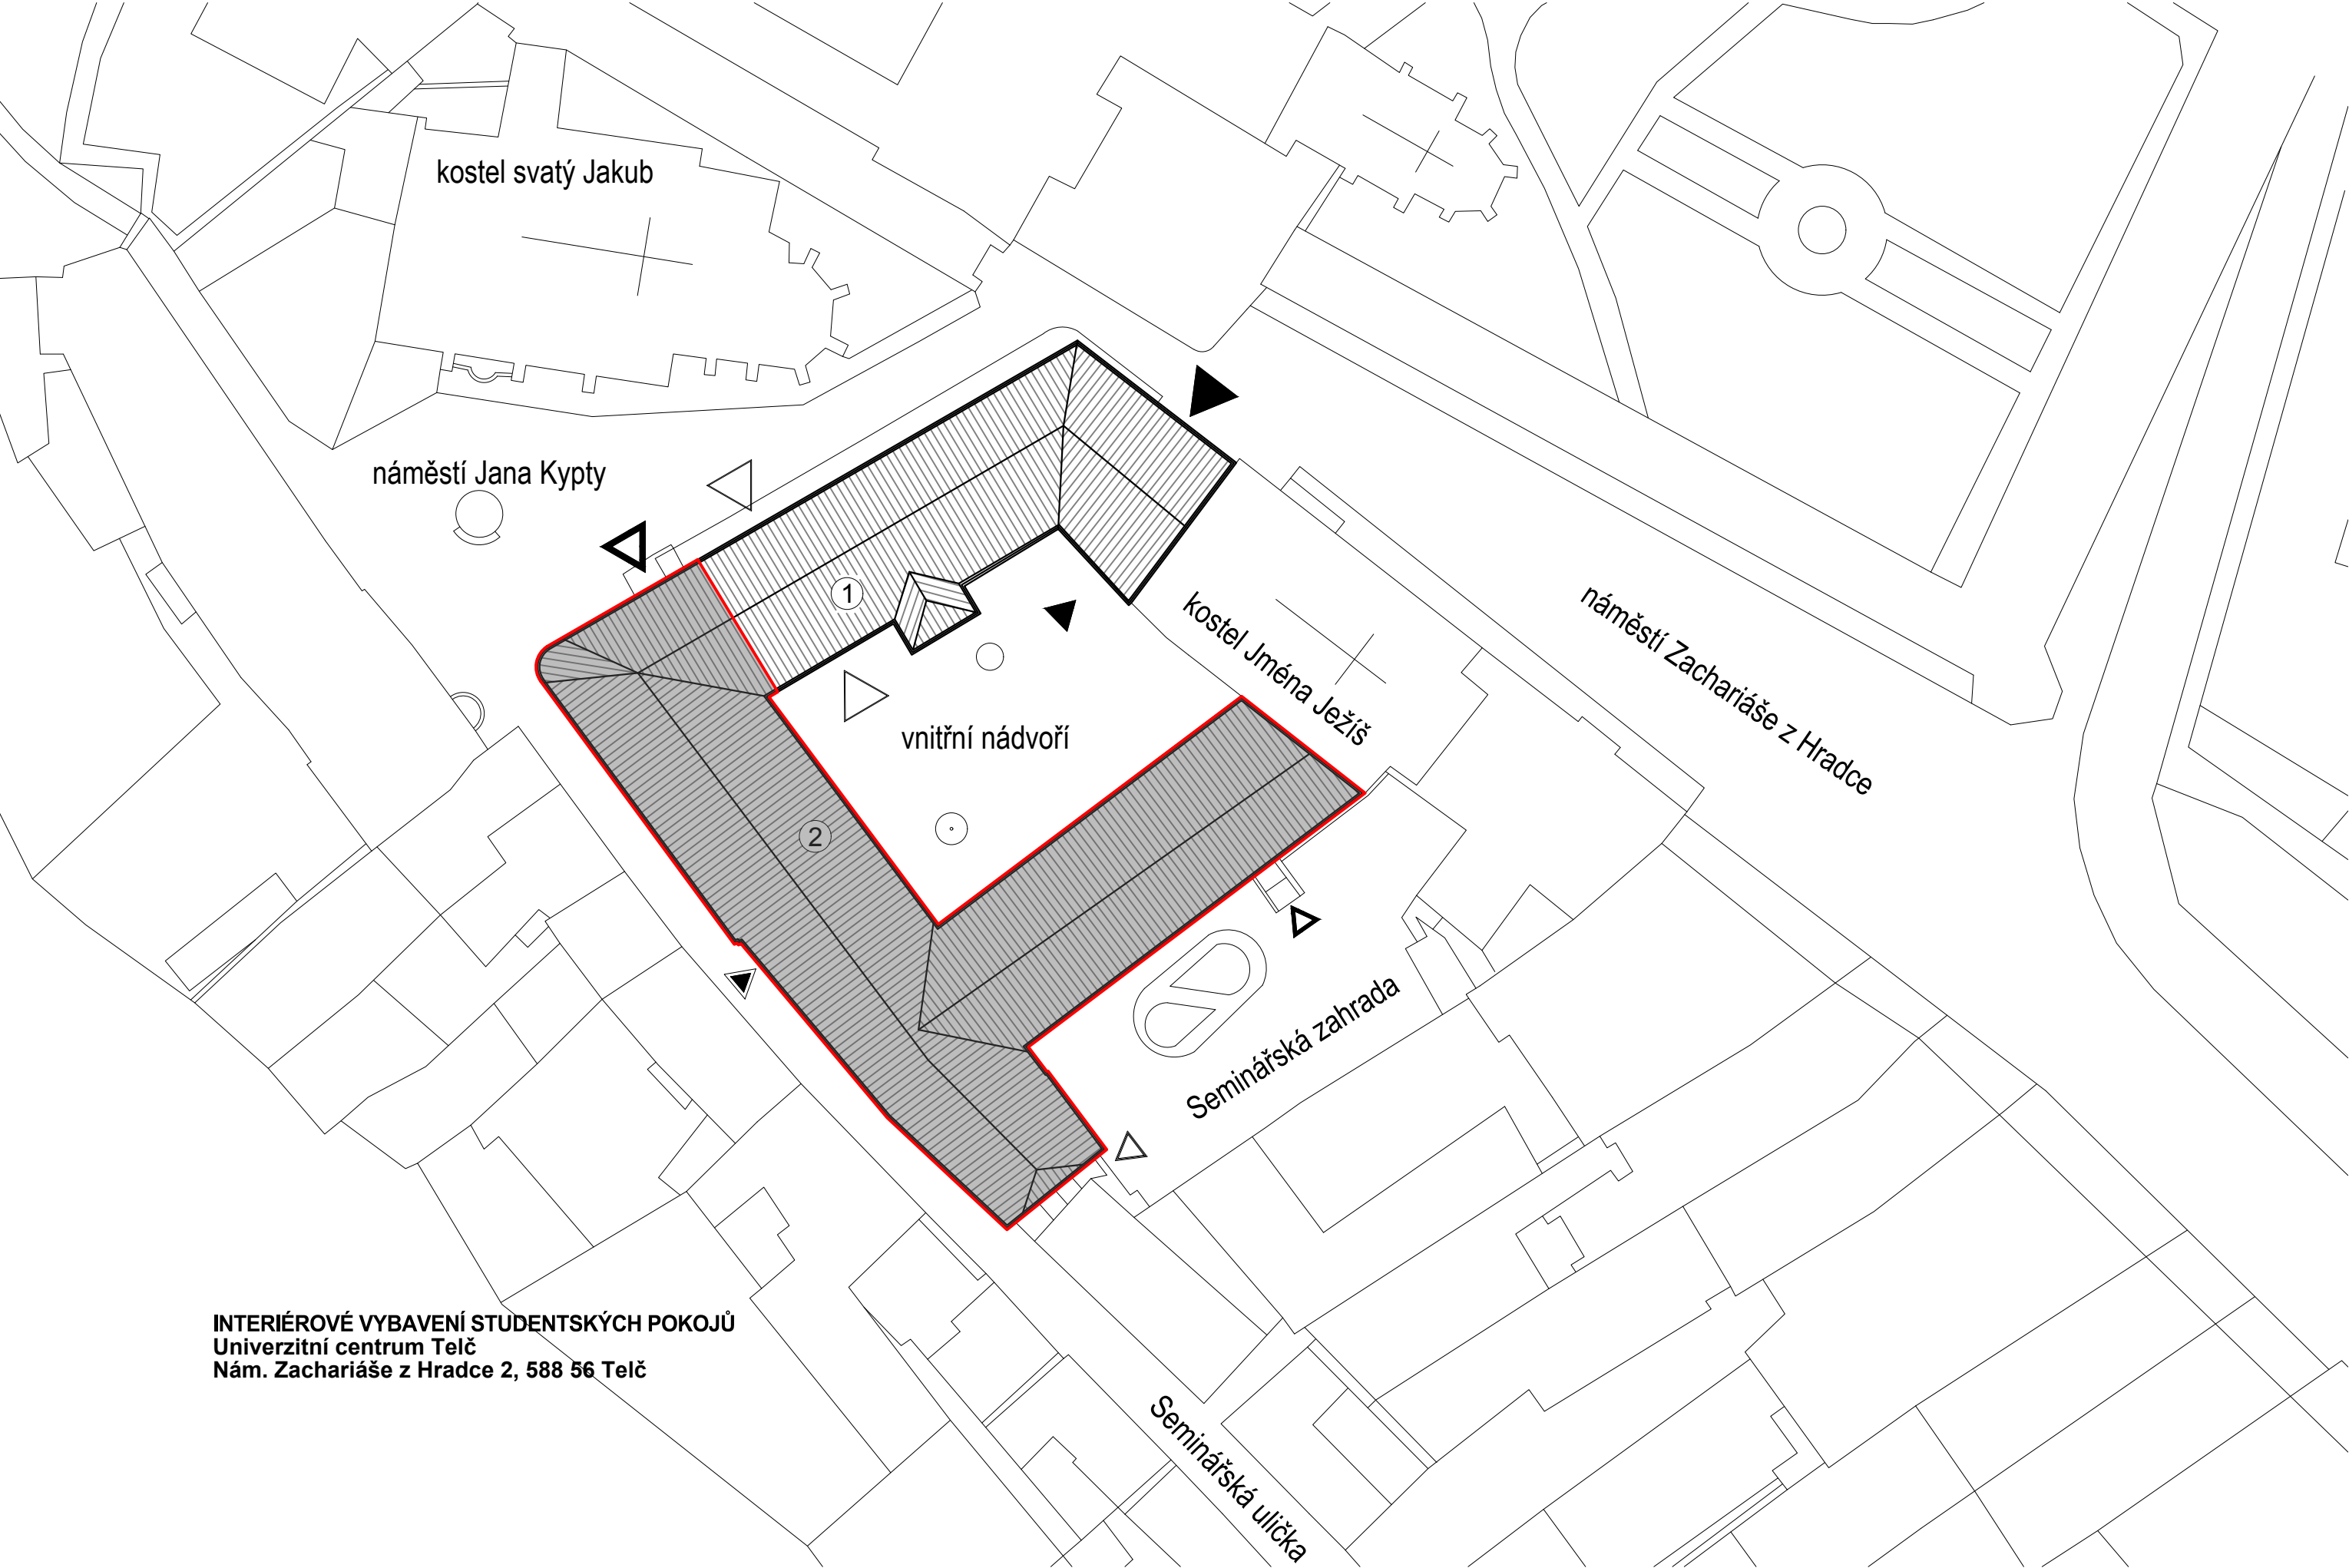 kostel svatý Jakub
náměstí Jana Kypty
1
kostel Jména Ježíš
náměstí Zachariáše z Hradce
vnitřní nádvoří
2
Seminářská zahrada
INTERIÉROVÉ VYBAVENÍ STUDENTSKÝCH POKOJŮ
Univerzitní centrum Telč
Nám. Zachariáše z Hradce 2, 588 56 Telč
Seminářská ulička